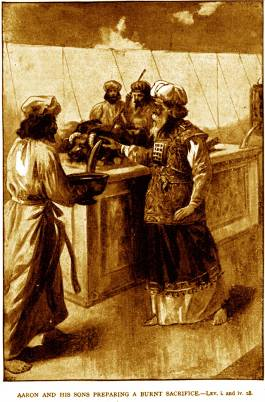 AARON AND HIS SONS PREPARING A BURNT SACRIFICE.—LEV. i. and iv. 28.